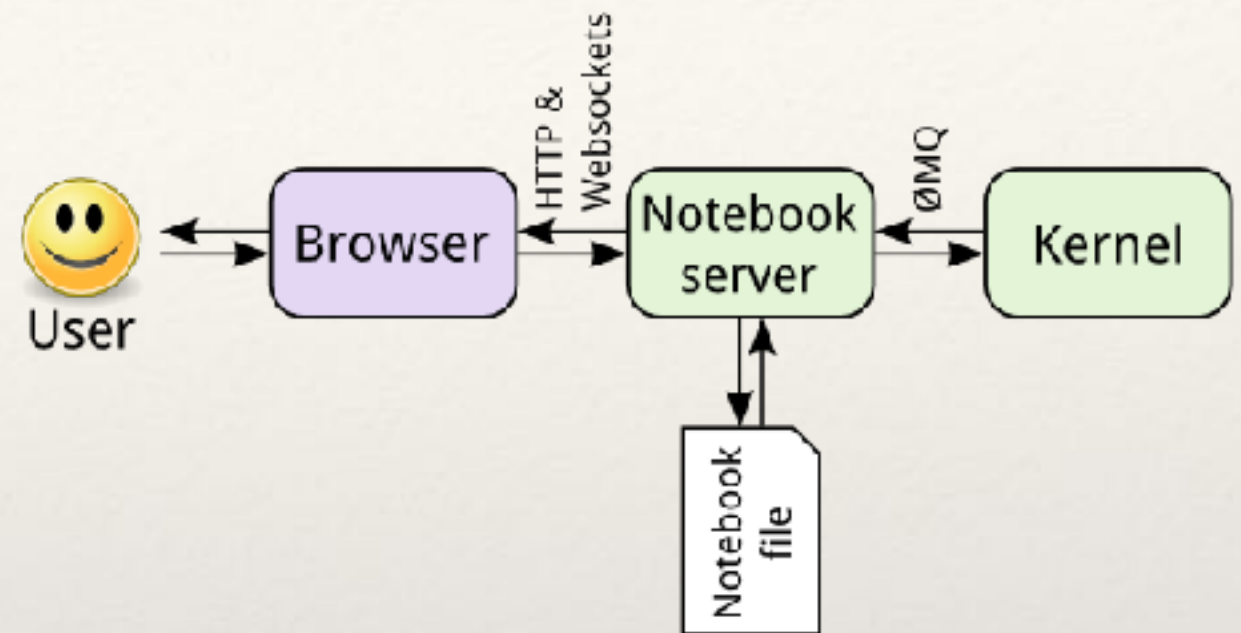 User
Browser
HTTP &
Websockets
Notebook
server
ØMQ
Kernel
Notebook
file